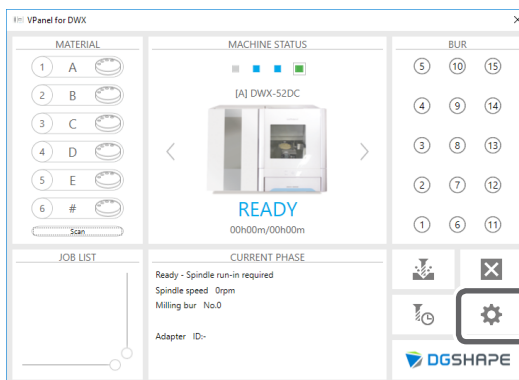 VPanel for DWX
MATERIAL
1 A
2 B
3 C
4 D
5 E
6 #
Scan
MACHINE STATUS
[A] DWX-52DC
READY
00h00m/00h00m
BUR
5 10 15
4 9 14
3 8 13
2 7 12
1 6 11
JOB LIST
CURRENT PHASE
Ready - Spindle run-in required
Spindle speed 0rpm
Milling bur No.0
Adapter ID:-
DGSHAPE